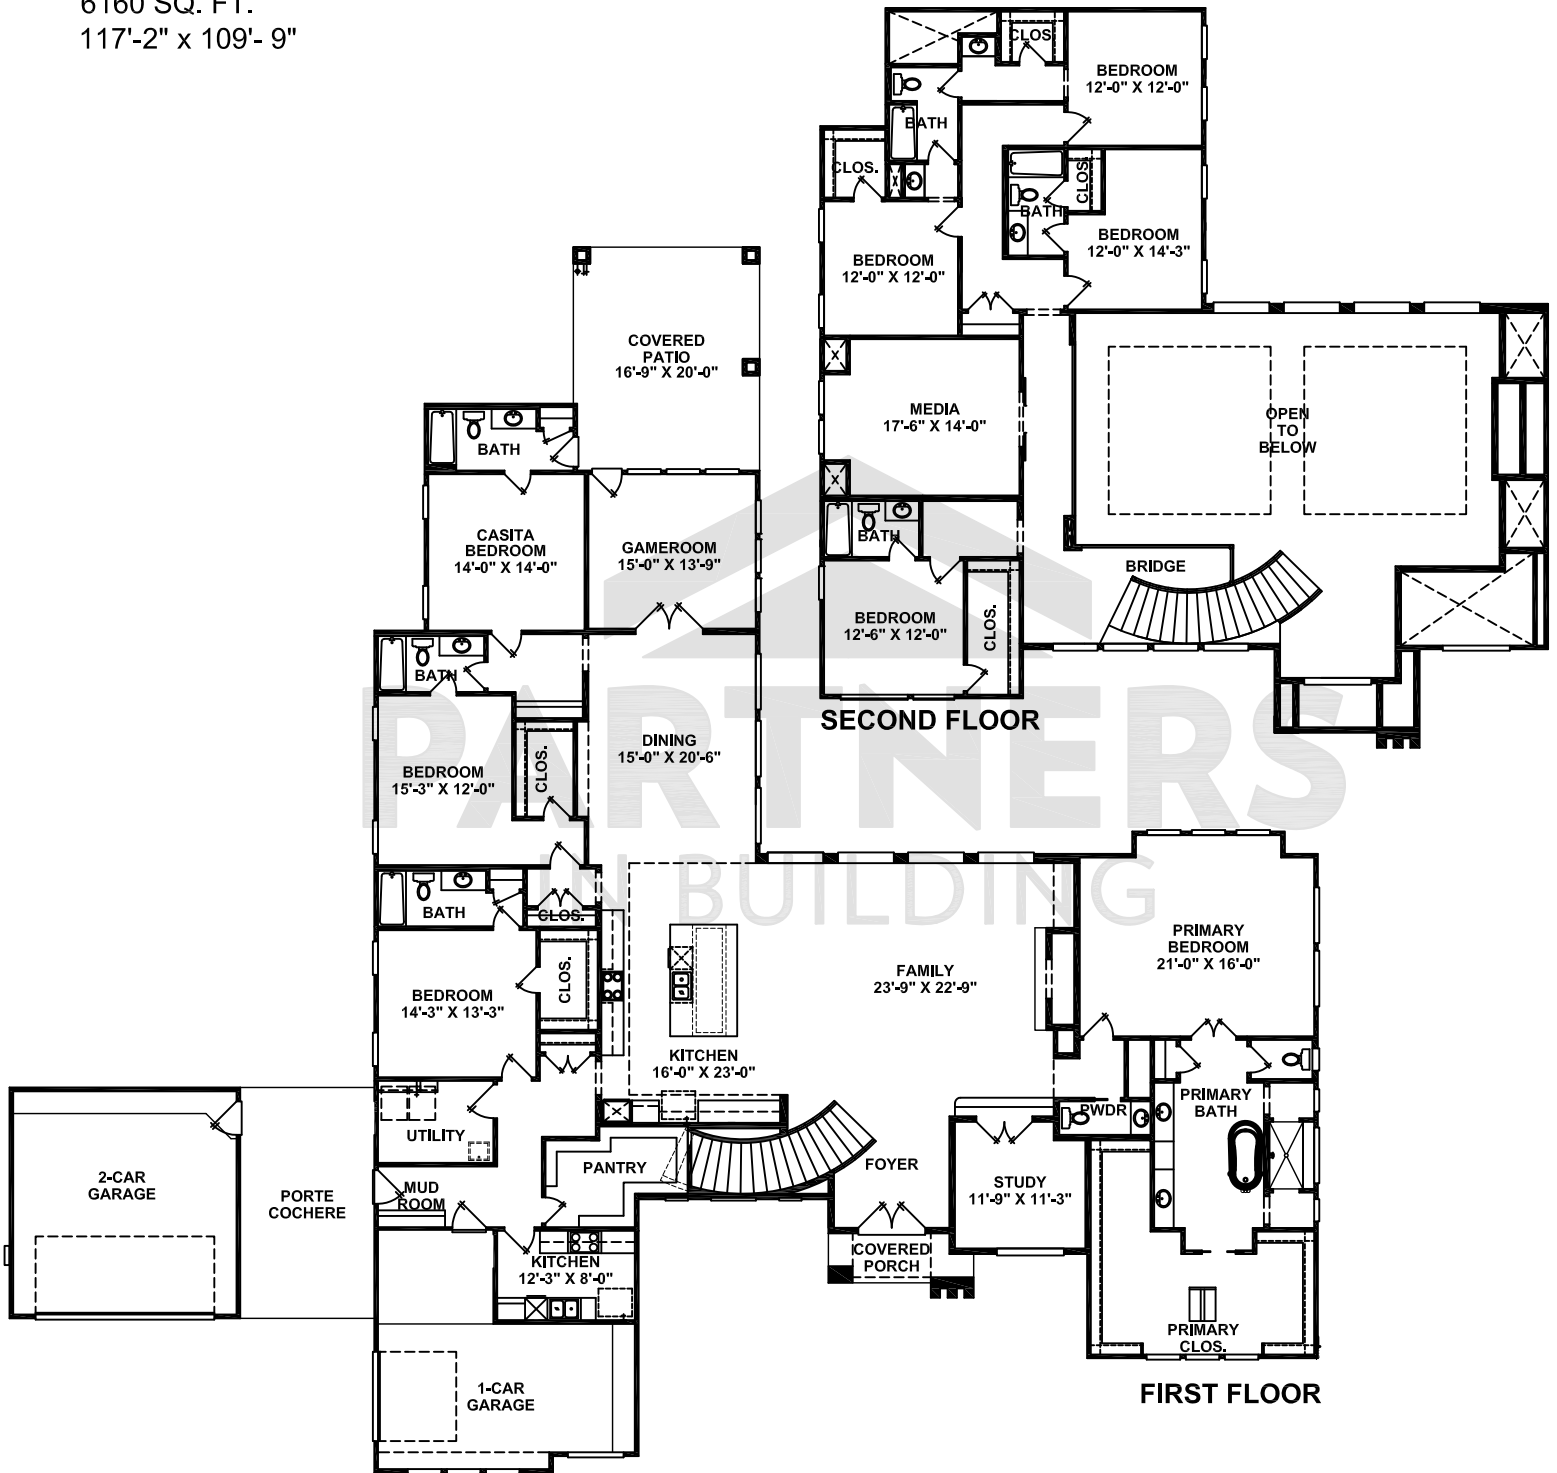 6160 SQ. FT.
117'-2" x 109'- 9"
CLOS.
BEDROOM
12'-0" X 12'-0"
BATH
CLOS.
CLOS.
BATH
BEDROOM
12'-0" X 14'-3"
BEDROOM
12'-0" X 12'-0"
X
COVERED
PATIO
16'-9" X 20'-0"
X
MEDIA
17'-6" X 14'-0"
OPEN
TO
BELOW
X
BATH
BATH
BRIDGE
BEDROOM
12'-6" X 12'-0"
CLOS.
SECOND FLOOR
CASITA
BEDROOM
14'-0" X 14'-0"
GAMEROOM
15'-0" X 13'-9"
BATH
DINING
15'-0" X 20'-6"
BEDROOM
15'-3" X 12'-0"
CLOS.
PARTNERS
IN BUILDING
BATH
CLOS.
PRIMARY
BEDROOM
21'-0" X 16'-0"
FAMILY
23'-9" X 22'-9"
BEDROOM
14'-3" X 13'-3"
CLOS.
KITCHEN
16'-0" X 23'-0"
PRIMARY
BATH
PWDR
UTILITY
PANTRY
FOYER
STUDY
11'-9" X 11'-3"
2-CAR
GARAGE
PORTE
COCHERE
MUD
ROOM
COVERED
PORCH
KITCHEN
12'-3" X 8'-0"
PRIMARY
CLOS.
1-CAR
GARAGE
FIRST FLOOR